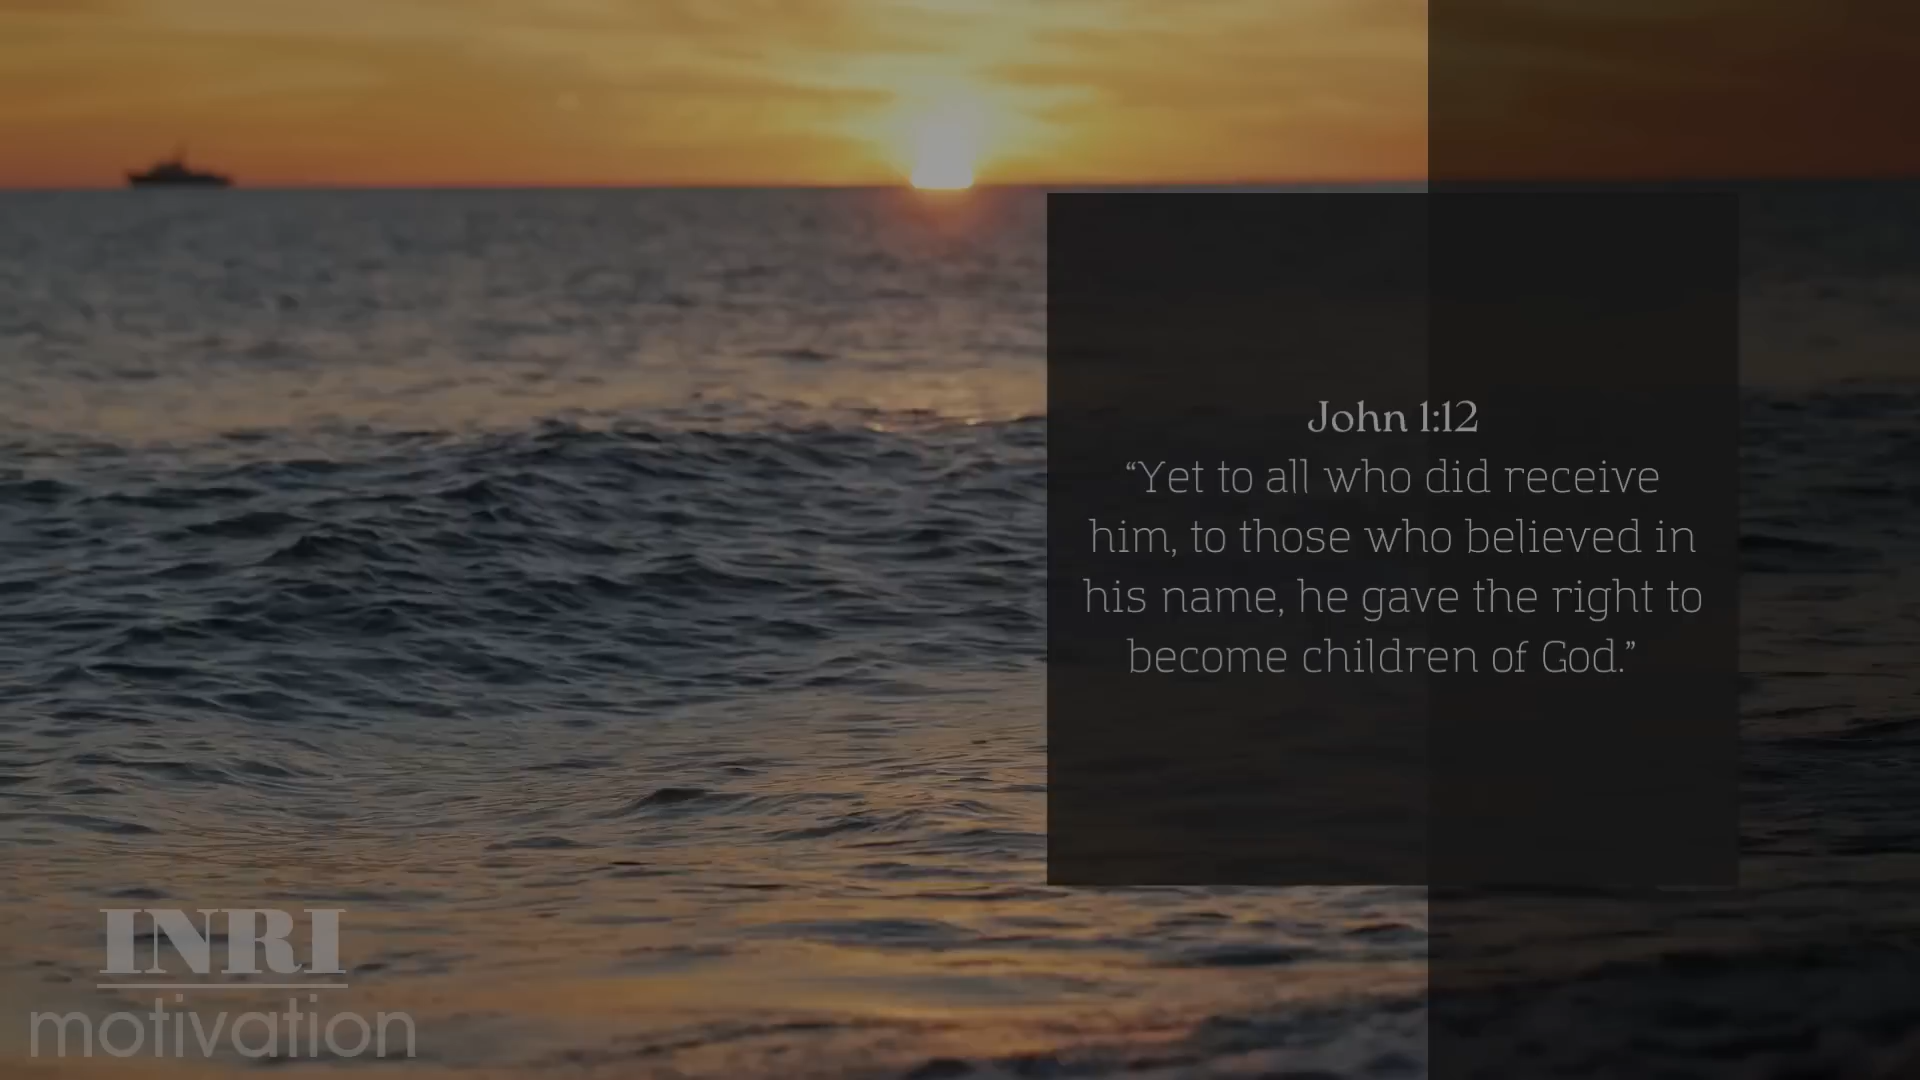 John 1:12
“Yet to all who did receive
him, to those who believed in
his name, he gave the right to
become children of God.”
INRI
motivation